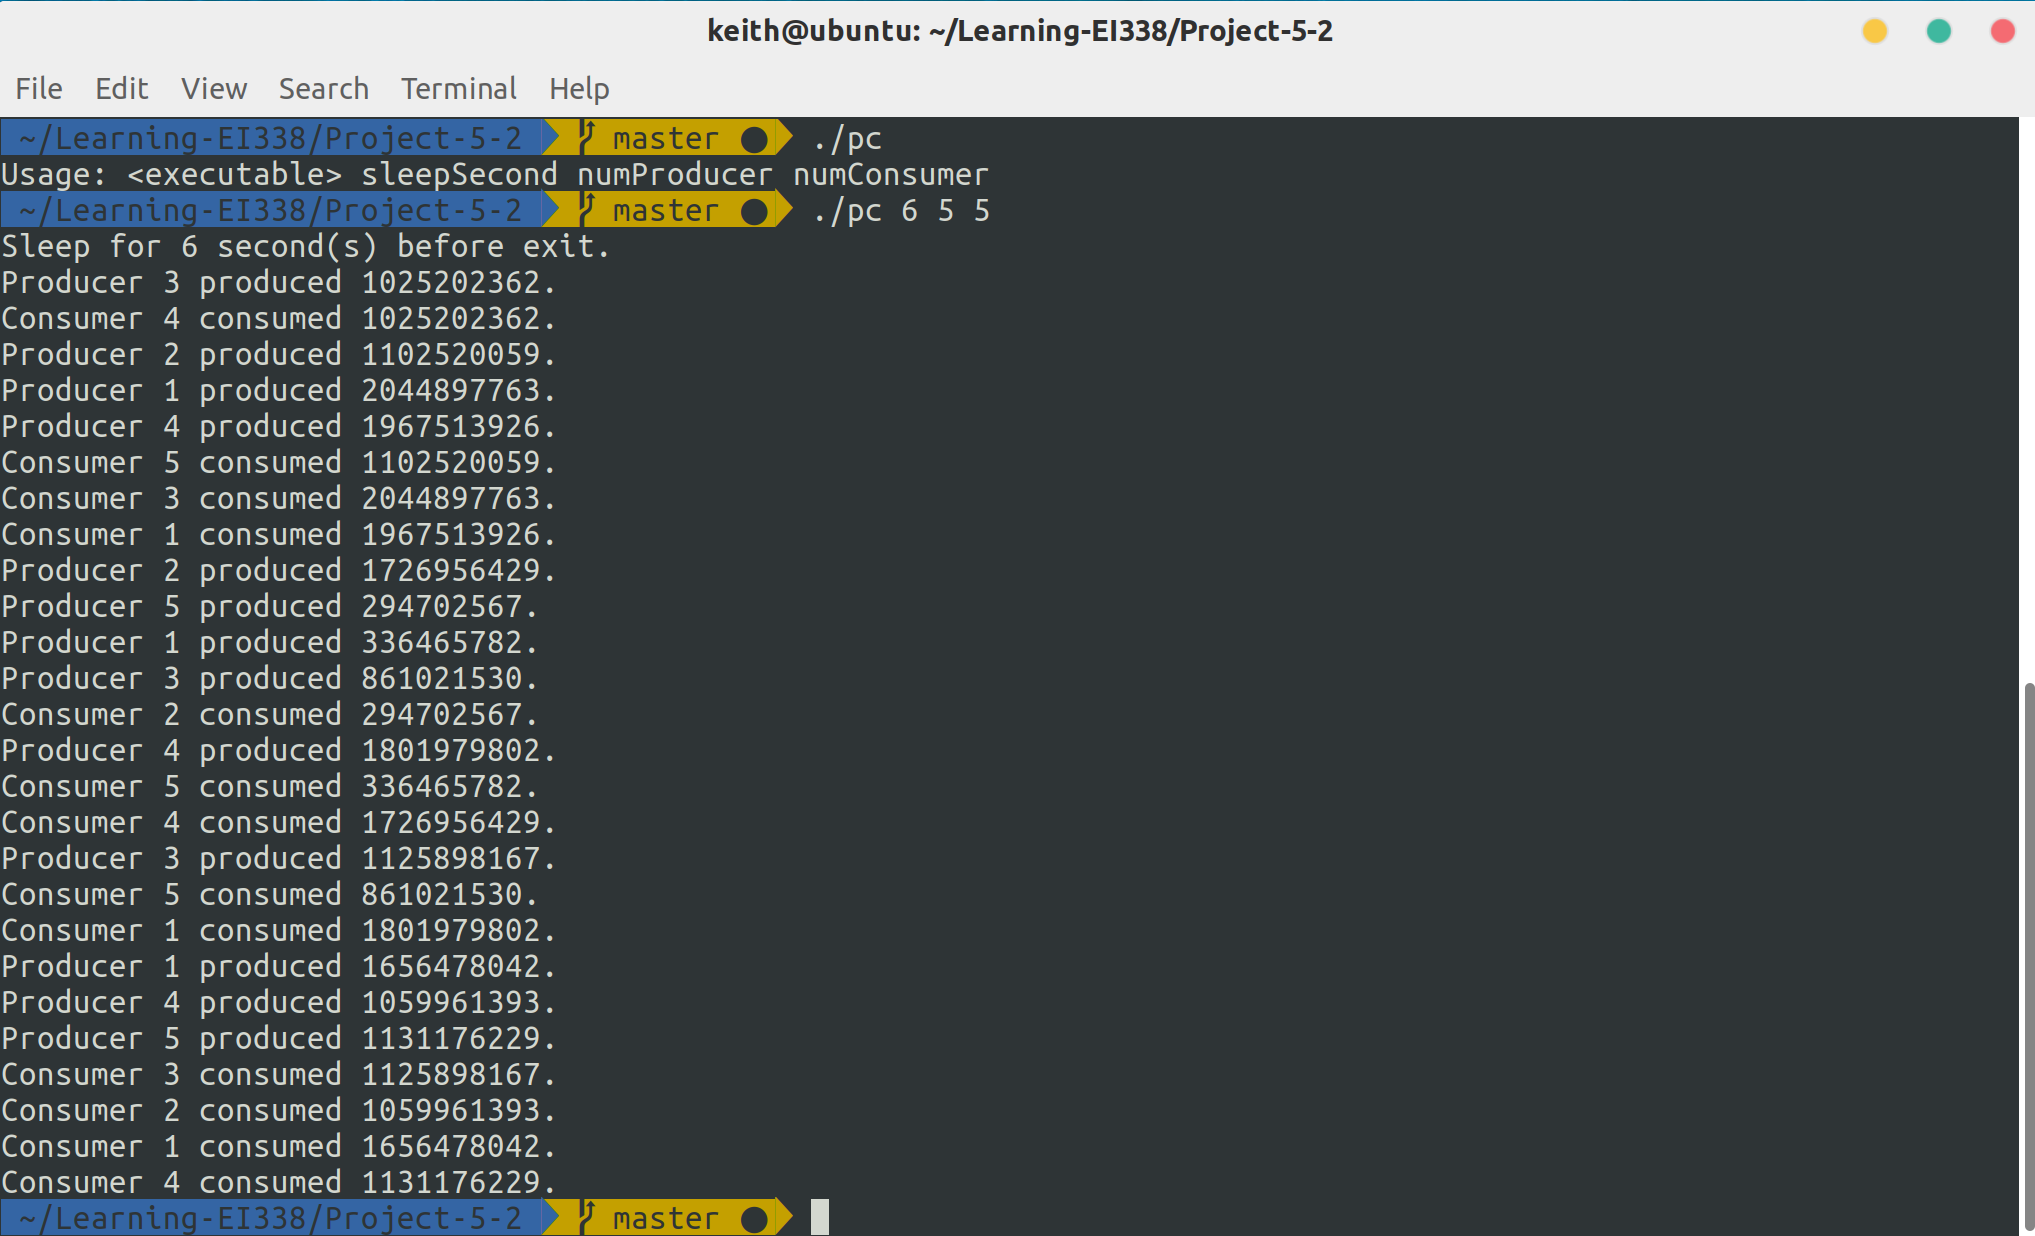 keith@ubuntu: ~/Learning-EI338/Project-5-2
File Edit View Search Terminal Help
~/Learning-EI338/Project-5-2 master ● ./pc
Usage: <executable> sleepSecond numProducer numConsumer
~/Learning-EI338/Project-5-2 master ● ./pc 6 5 5
Sleep for 6 second(s) before exit.
Producer 3 produced 1025202362.
Consumer 4 consumed 1025202362.
Producer 2 produced 1102520059.
Producer 1 produced 2044897763.
Producer 4 produced 1967513926.
Consumer 5 consumed 1102520059.
Consumer 3 consumed 2044897763.
Consumer 1 consumed 1967513926.
Producer 2 produced 1726956429.
Producer 5 produced 294702567.
Producer 1 produced 336465782.
Producer 3 produced 861021530.
Consumer 2 consumed 294702567.
Producer 4 produced 1801979802.
Consumer 5 consumed 336465782.
Consumer 4 consumed 1726956429.
Producer 3 produced 1125898167.
Consumer 5 consumed 861021530.
Consumer 1 consumed 1801979802.
Producer 1 produced 1656478042.
Producer 4 produced 1059961393.
Producer 5 produced 1131176229.
Consumer 3 consumed 1125898167.
Consumer 2 consumed 1059961393.
Consumer 1 consumed 1656478042.
Consumer 4 consumed 1131176229.
~/Learning-EI338/Project-5-2 master ●